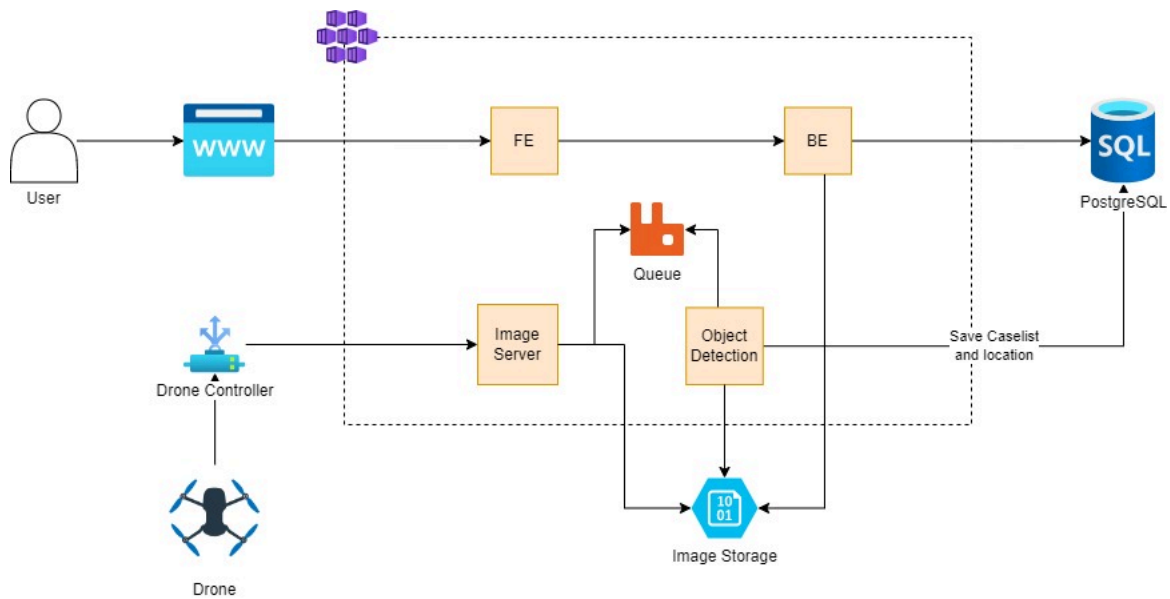 WWW
FE
BE
SQL
User
PostgreSQL
Queue
Image
Server
Object
Detection
Save Caselist
and location
Drone Controller
10
01
Image Storage
Drone